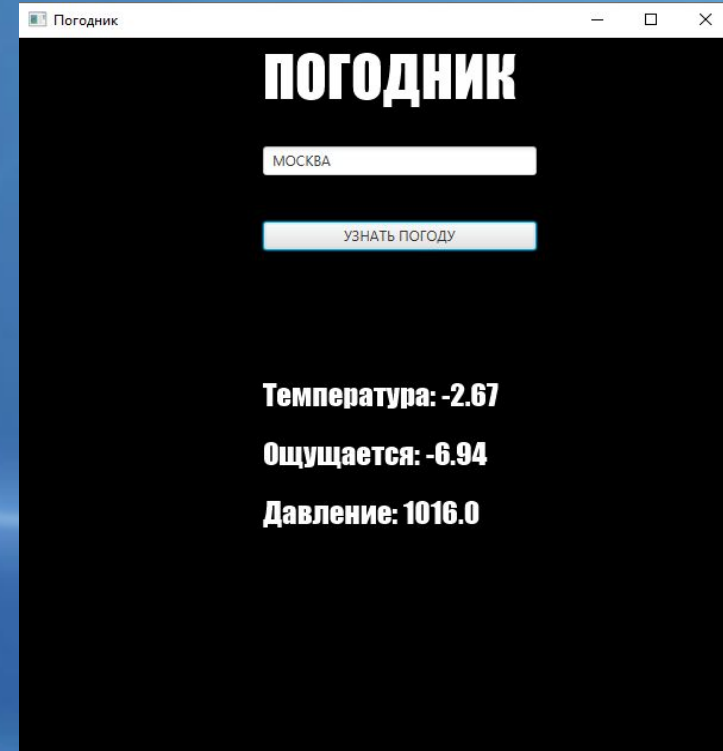 Погодник
ПОГОДНИК
МОСКВА
УЗНАТЬ ПОГОДУ
Температура: -2.67
Ощущается: -6.94
Давление: 1016.0